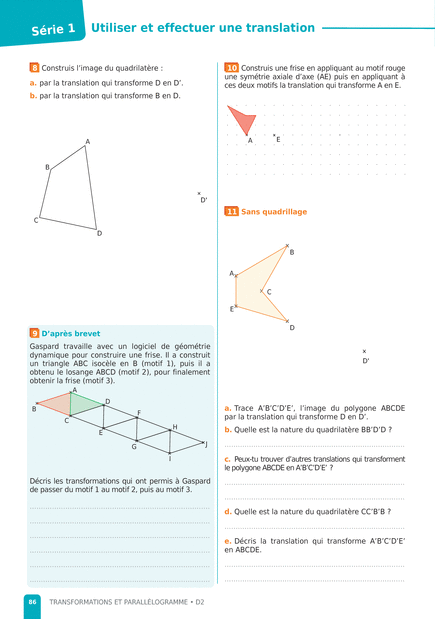 Série 1
Utiliser et effectuer une translation
8 Construis l'image du quadrilatère :
a. par la translation qui transforme D en D'.
b. par la translation qui transforme B en D.
A
B
C
D
D'
9 D'après brevet
Gaspard travaille avec un logiciel de géométrie
dynamique pour construire une frise. Il a construit
un triangle ABC isocèle en B (motif 1), puis il a
obtenu le losange ABCD (motif 2), pour finalement
obtenir la frise (motif 3).
A
B
C
D
E
F
G
H
I
J
Décris les transformations qui ont permis à Gaspard
de passer du motif 1 au motif 2, puis au motif 3.
10 Construis une frise en appliquant au motif rouge
une symétrie axiale d'axe (AE) puis en appliquant à
ces deux motifs la translation qui transforme A en E.
A
E
11 Sans quadrillage
B
A
C
E
D
D'
a. Trace A'B'C'D'E', l'image du polygone ABCDE
par la translation qui transforme D en D'.
b. Quelle est la nature du quadrilatère BB'D'D ?
c. Peux-tu trouver d'autres translations qui transforment
le polygone ABCDE en A'B'C'D'E' ?
d. Quelle est la nature du quadrilatère CC'B'B ?
e. Décris la translation qui transforme A'B'C'D'E'
en ABCDE.
86 TRANSFORMATIONS ET PARALLÉLOGRAMME • D2